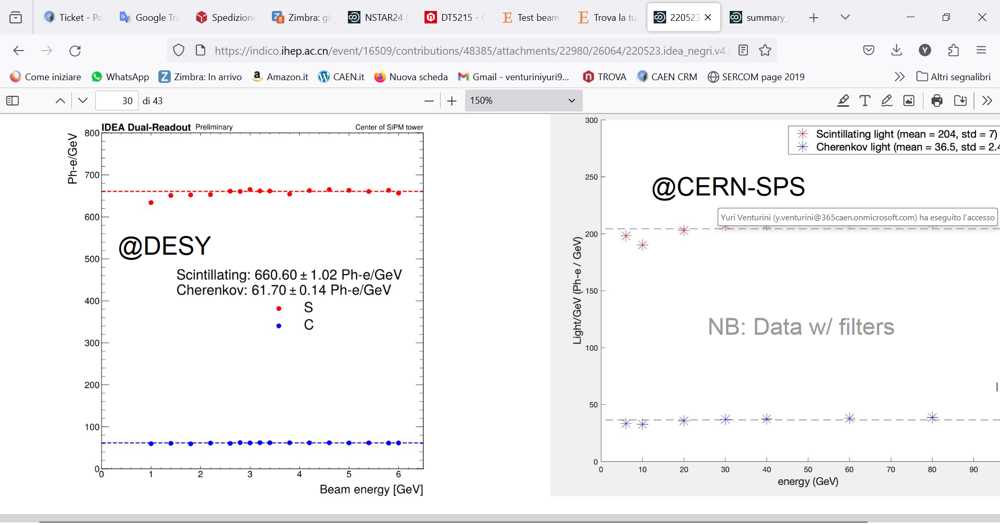 Ticket - Po
Google Tra
Spedizione
Zimbra: gi
NSTAR24 (
DT5215 - C
Test beam
Trova la tu
220523.
summary_s
https://indico.ihep.ac.cn/event/16509/contributions/48385/attachments/22980/26064/220523.idea_negri.v4.p
Y
Come iniziare
WhatsApp
Zimbra: In arrivo
Amazon.it
CAEN.it
Nuova scheda
Gmail - venturiniyuri9...
TROVA
CAEN CRM
SERCOM page 2019
Altri segnalibri
30 di 43
150%
IDEA Dual-Readout Preliminary
Center of SiPM tower
Ph-e/GeV
800
700
600
500
400
300
200
100
0
@DESY
Scintillating: 660.60 ± 1.02 Ph-e/GeV
Cherenkov: 61.70 ± 0.14 Ph-e/GeV
S
C
0 1 2 3 4 5 6
Beam energy [GeV]
300
250
200
150
100
50
0
Scintillating light (mean = 204, std = 7)
Cherenkov light (mean = 36.5, std = 2.4
@CERN-SPS
Yuri Venturini (y.venturini@365caen.onmicrosoft.com) ha eseguito l'accesso
Light/GeV (Ph-e / GeV)
NB: Data w/ filters
0 10 20 30 40 50 60 70 80 90
energy (GeV)